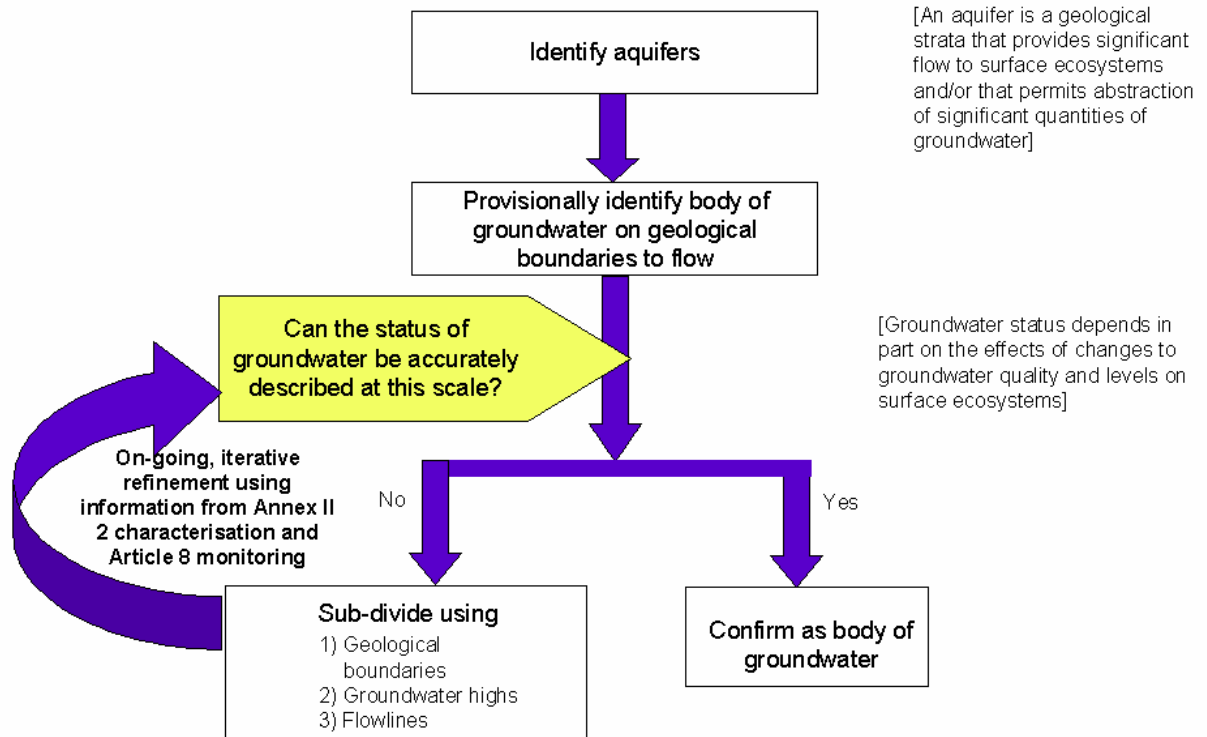 Identify aquifers
[An aquifer is a geological
strata that provides significant
flow to surface ecosystems
and/or that permits abstraction
of significant quantities of
groundwater]
Provisionally identify body of
groundwater on geological
boundaries to flow
Can the status of
groundwater be accurately
described at this scale?
[Groundwater status depends in
part on the effects of changes to
groundwater quality and levels on
surface ecosystems]
On-going, iterative
refinement using
information from Annex II
2 characterisation and
Article 8 monitoring
No
Yes
Sub-divide using
1) Geological
boundaries
2) Groundwater highs
3) Flowlines
Confirm as body of
groundwater